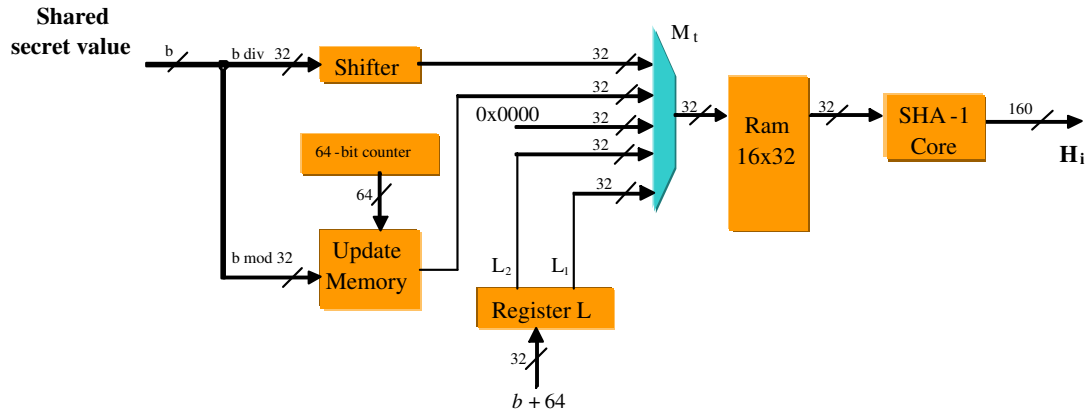 Shared
secret value
b
b div 32
Shifter
32
M t
32
0x0000
32
32
32
32
Ram
16x32
32
SHA -1
Core
160
H i
64 -bit counter
64
Update
Memory
b mod 32
L2
L1
Register L
32
b + 64